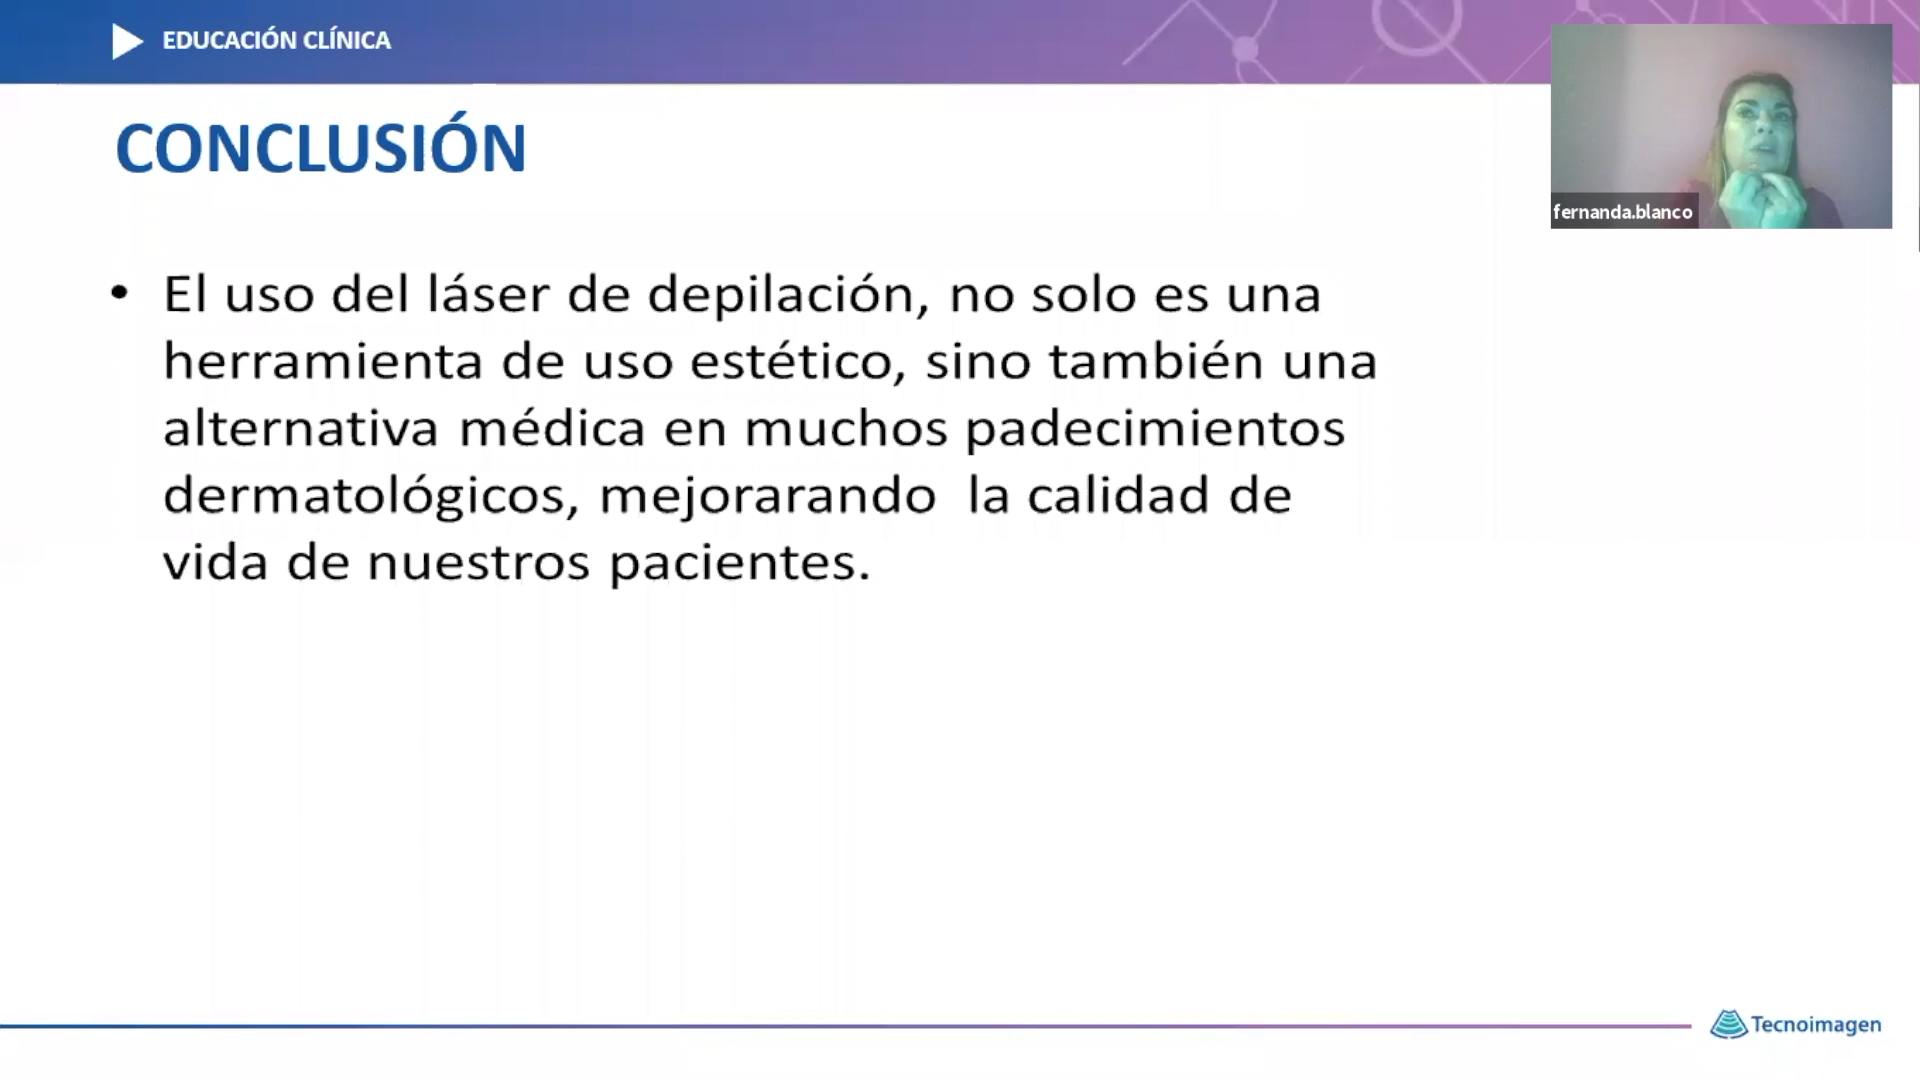 EDUCACIÓN CLÍNICA
CONCLUSIÓN
fernanda.blanco
• El uso del láser de depilación, no solo es una
herramienta de uso estético, sino también una
alternativa médica en muchos padecimientos
dermatológicos, mejorarando  la calidad de
vida de nuestros pacientes.
Tecnoimagen